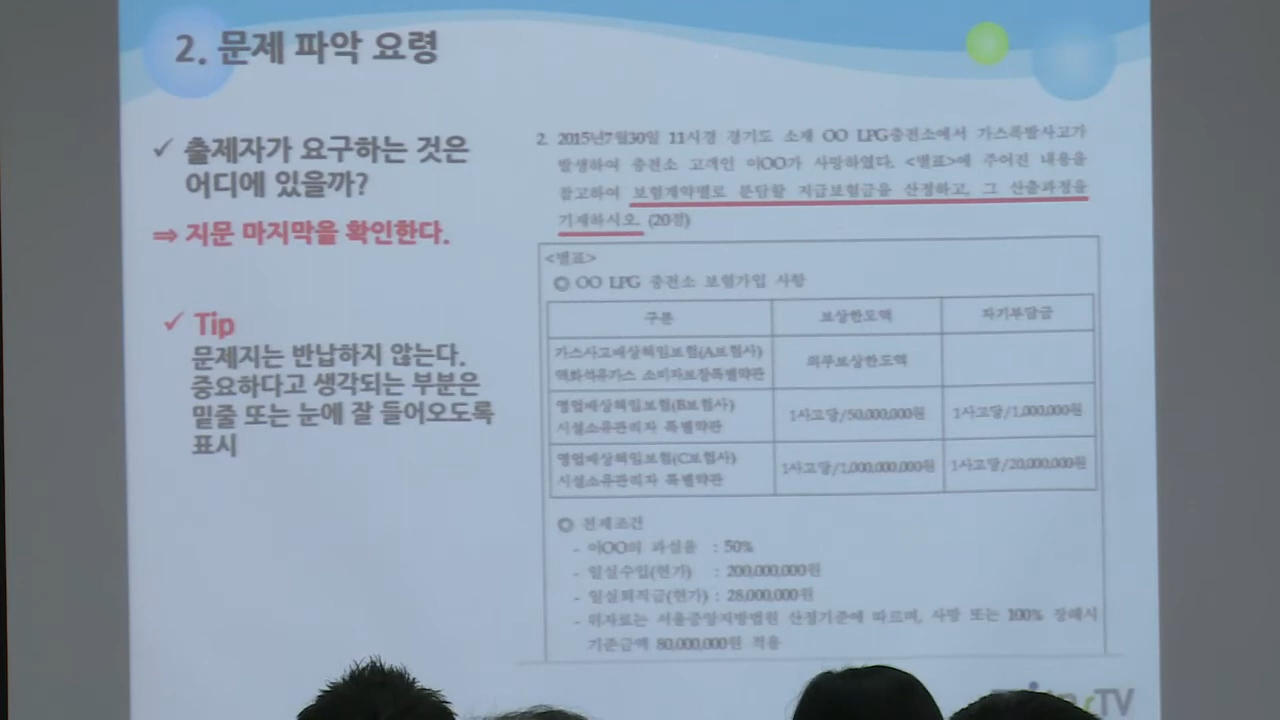 2. 문제 파악 요령
✓ 출제자가 요구하는 것은
어디에 있을까?
⇒ 지문 마지막을 확인한다.
✓ Tip
문제지는 반납하지 않는다.
중요하다고 생각되는 부분은
밑줄 또는 눈에 잘 들어오도록
표시
2. 2015년7월30일 11시경 경기도 소재 OO LPG충전소에서 가스폭발사고가
발생하여 충전소 고객인 이OO가 사망하였다. <별표>에 주어진 내용을
참고하여 보험계약별로 분담할 지급보험금을 산정하고, 그 산출과정을
기재하시오. (20점)
<별표>
◎ OO LPG 충전소 보험가입 사항
구분 보상한도액 자기부담금
가스사고배상책임보험(A보험사)
액화석유가스 소비자보장특별약관
의무보상한도액
영업배상책임보험(B보험사)
시설소유관리자 특별약관
1사고당/50,000,000원 1사고당/1,000,000원
영업배상책임보험(C보험사)
시설소유관리자 특별약관
1사고당/1,000,000,000원 1사고당/20,000,000원
◎ 전제조건
- 이OO의 과실율 : 50%
- 일실수입(현가) : 200,000,000원
- 일실퇴직금(현가) : 28,000,000원
- 위자료는 서울중앙지방법원 산정기준에 따르며, 사망 또는 100% 장해시
기준금액 80,000,000원 적용
TV